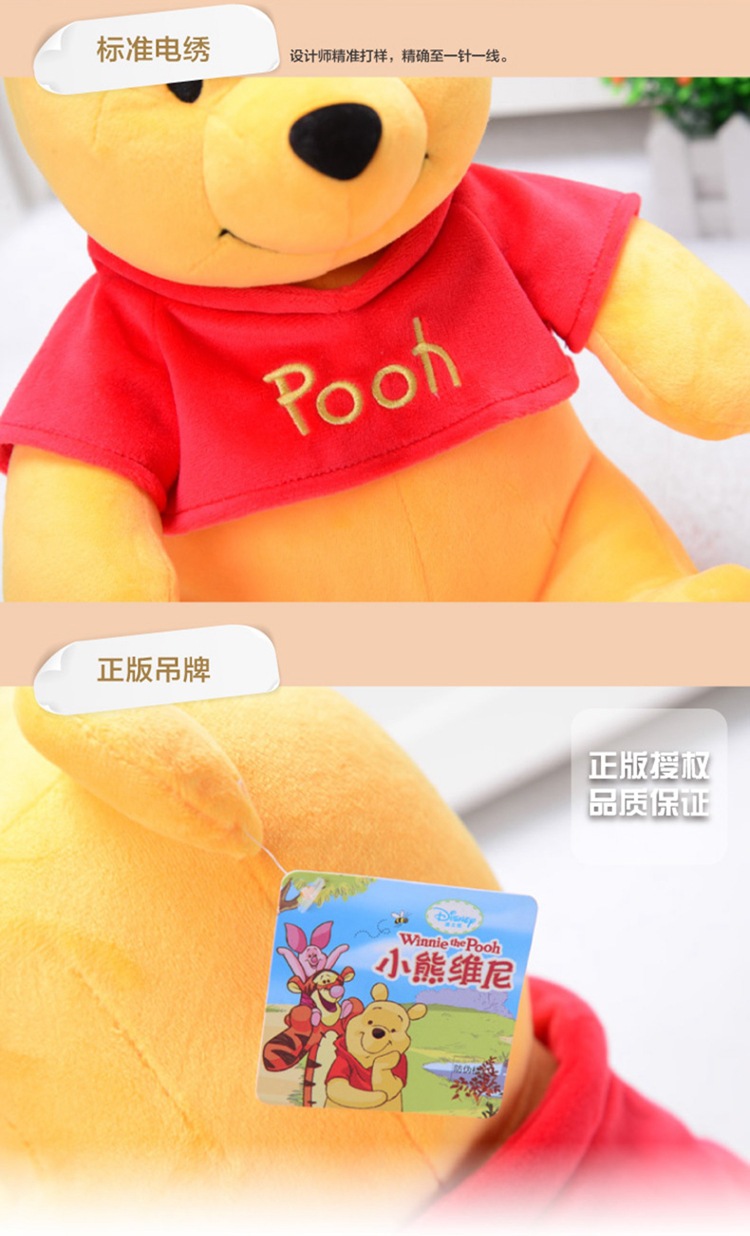 标准电绣
设计师精准打样，精确至一针一线。
Pooh
正版吊牌
正版授权
品质保证
Disney
Winnie the Pooh
小熊维尼